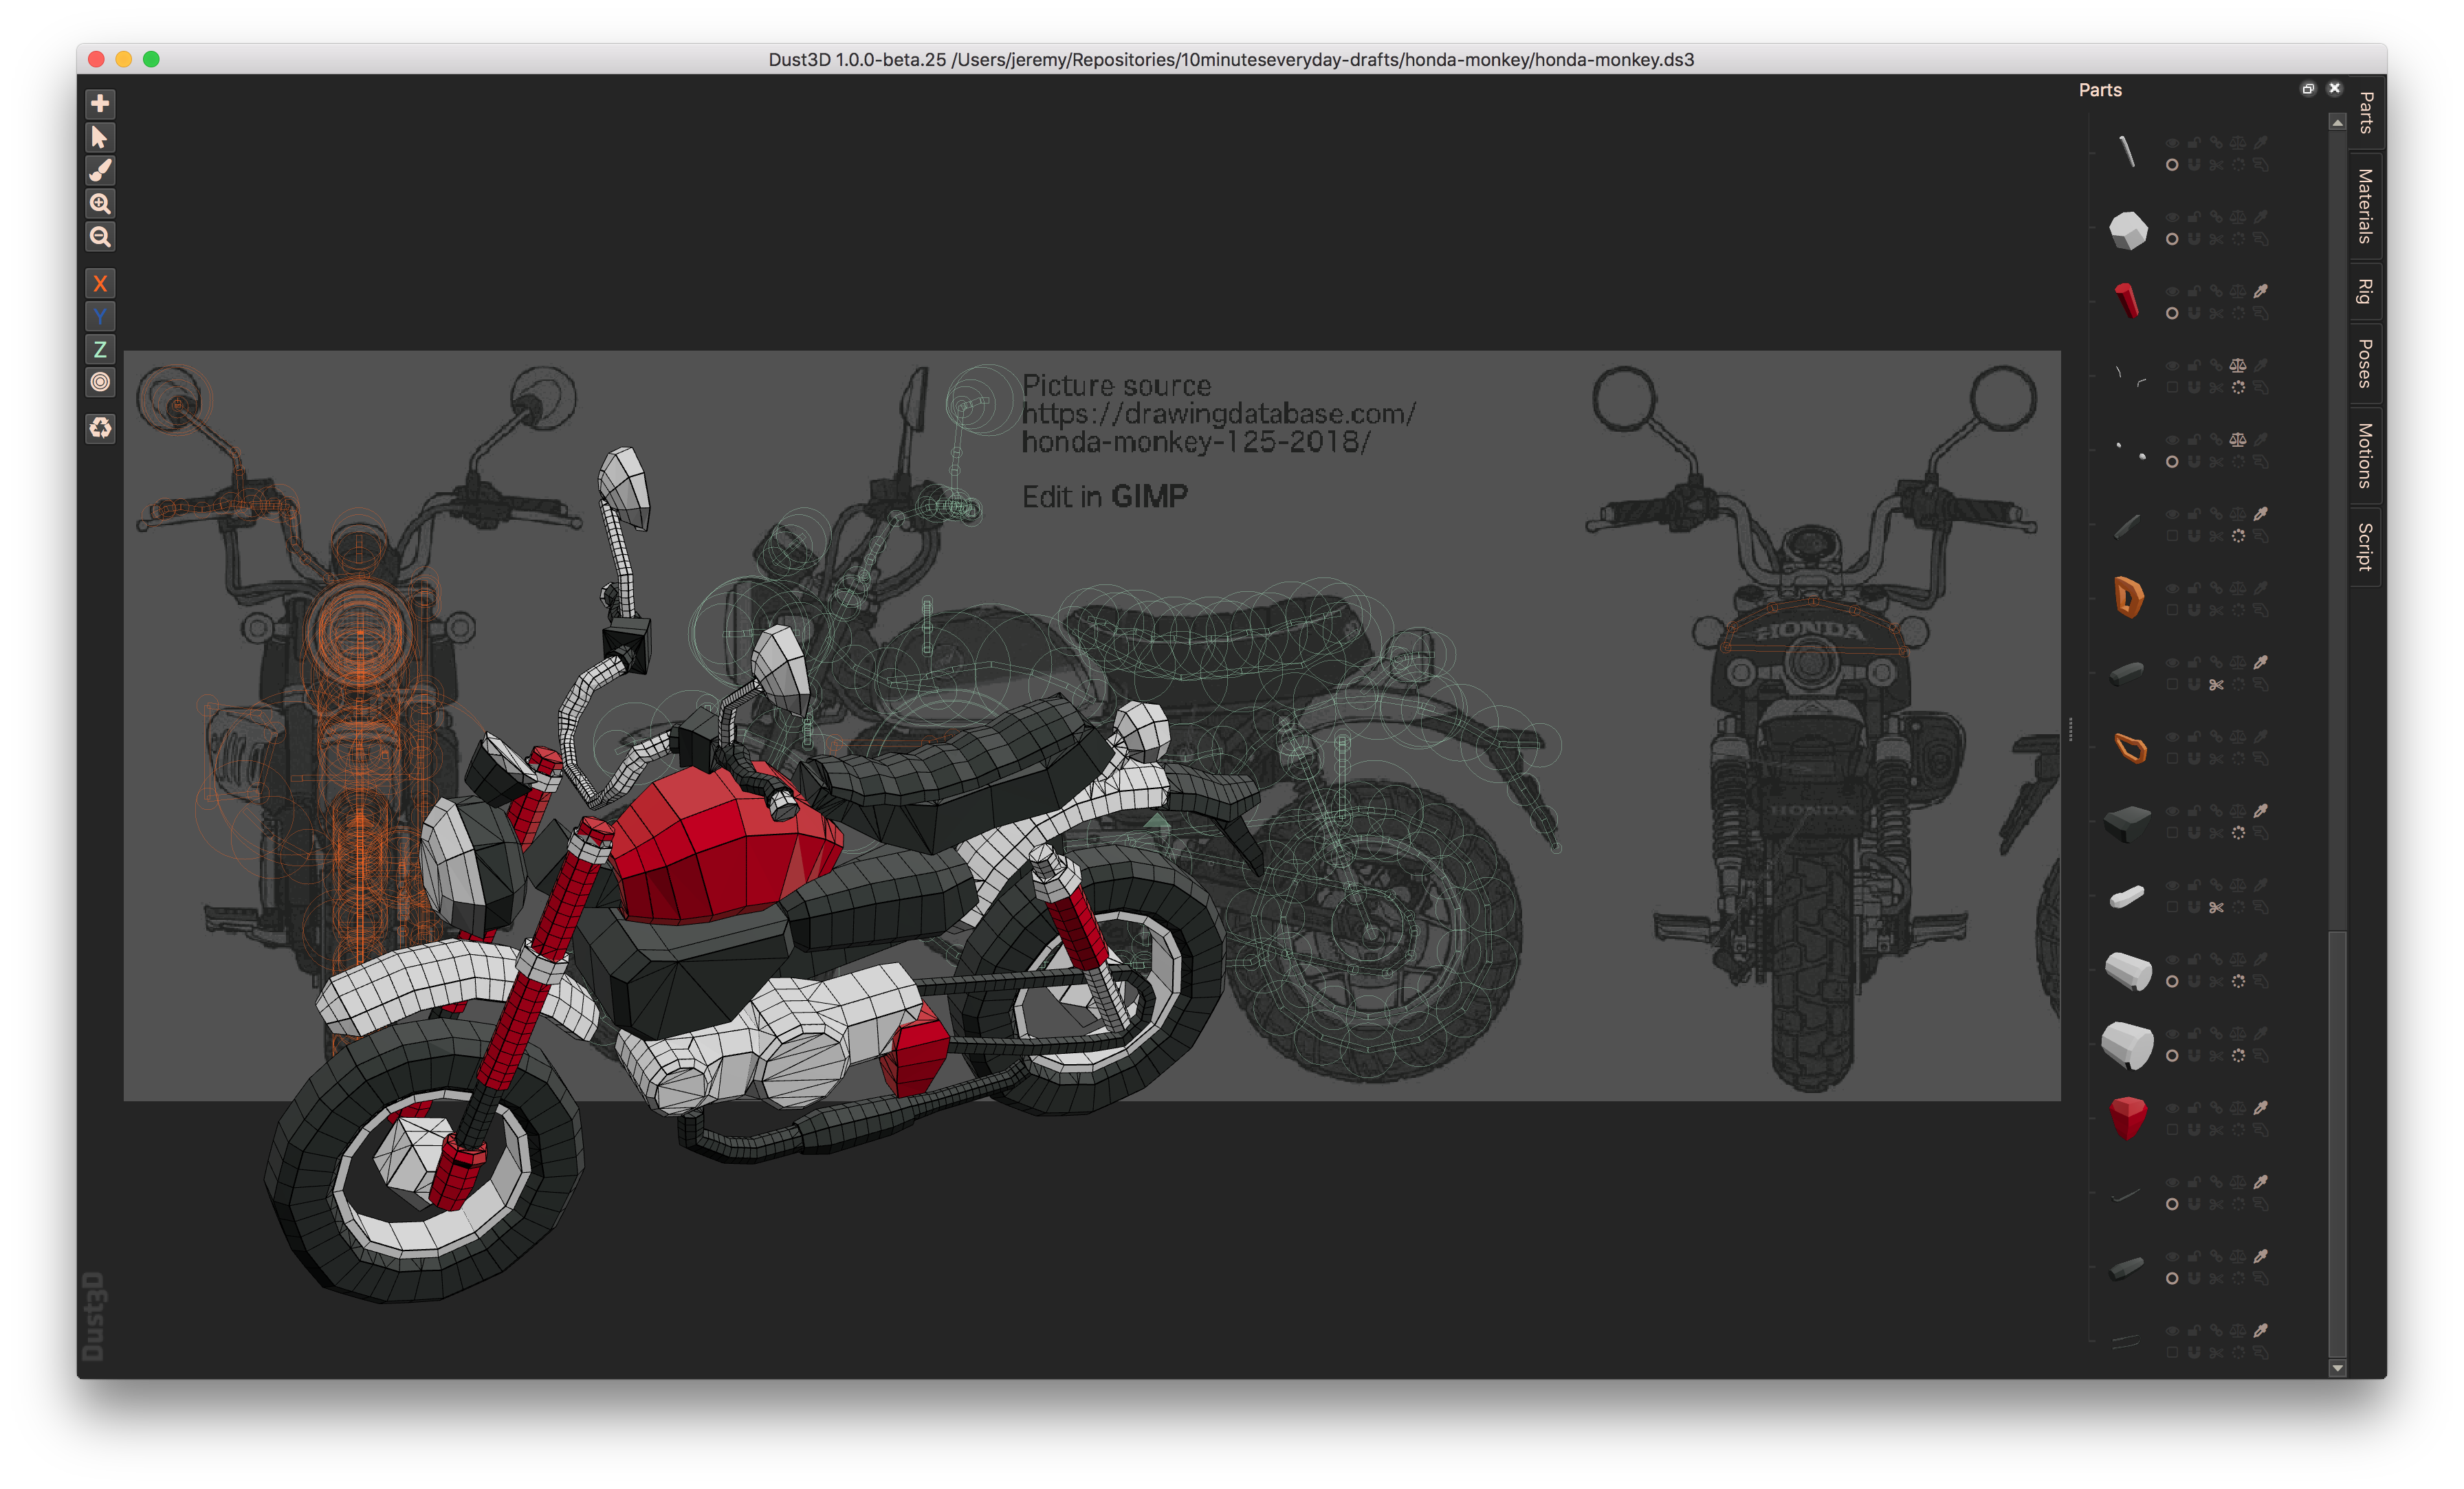 Dust3D 1.0.0-beta.25 /Users/jeremy/Repositories/10minuteseveryday-drafts/honda-monkey/honda-monkey.ds3
Parts
X
Y
Z
Picture source
https://drawingdatabase.com/
honda-monkey-125-2018/
Edit in GIMP
HONDA
HONDA
Parts
Materials
Rig
Poses
Motions
Script
Dust3D